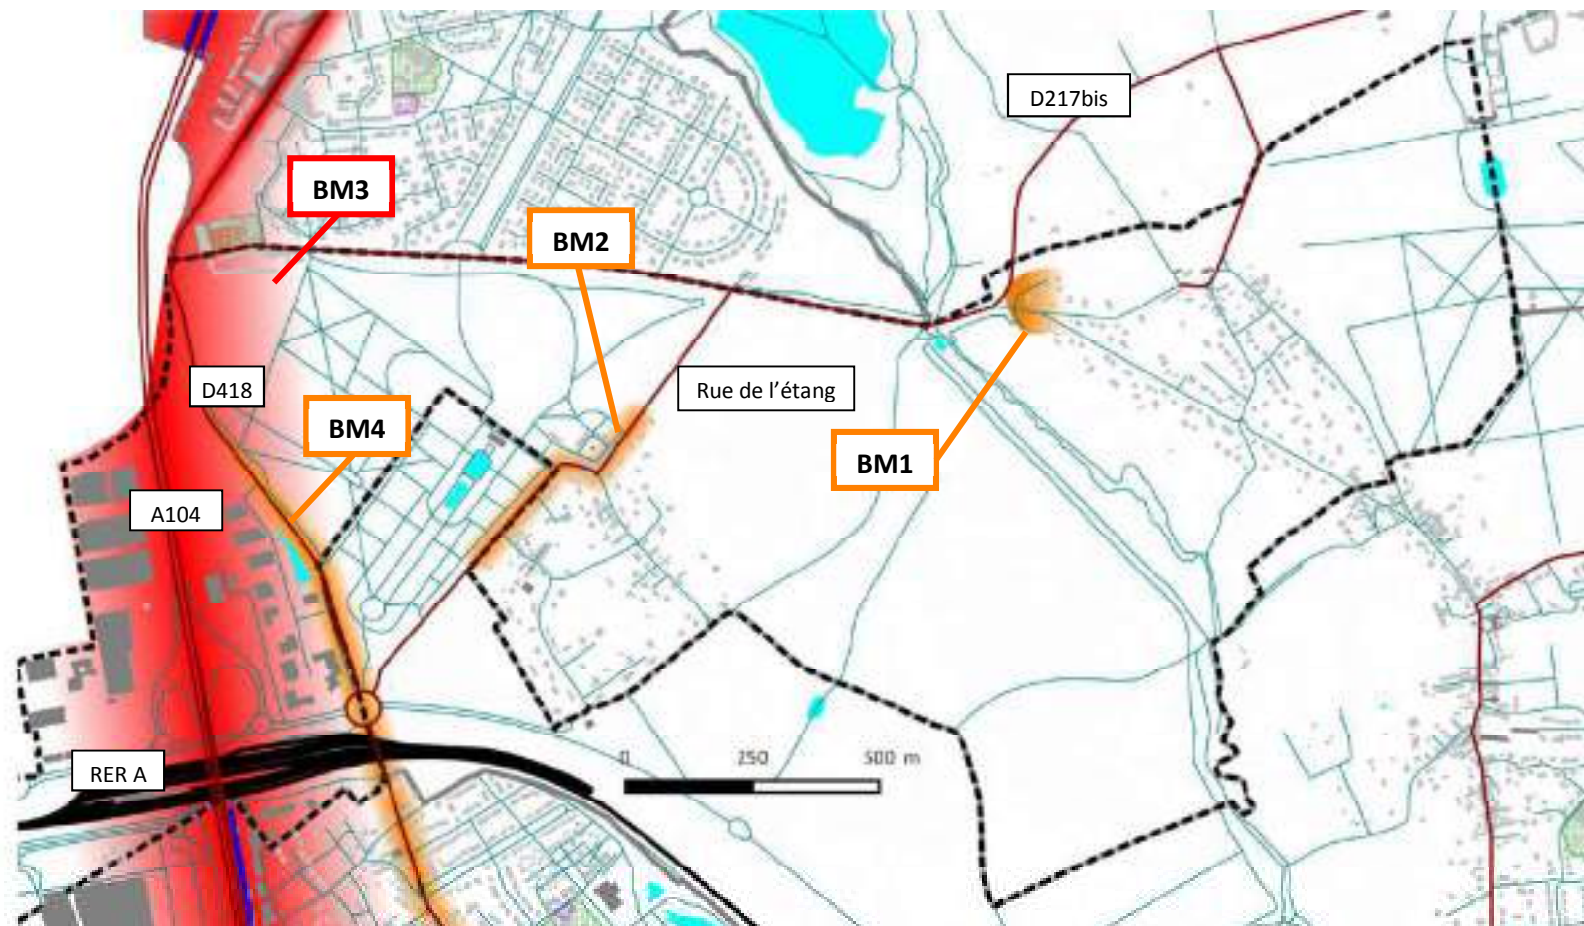 D217bis
BM3
BM2
D418
Rue de l’étang
BM4
BM1
A104
0 250 500 m
RER A